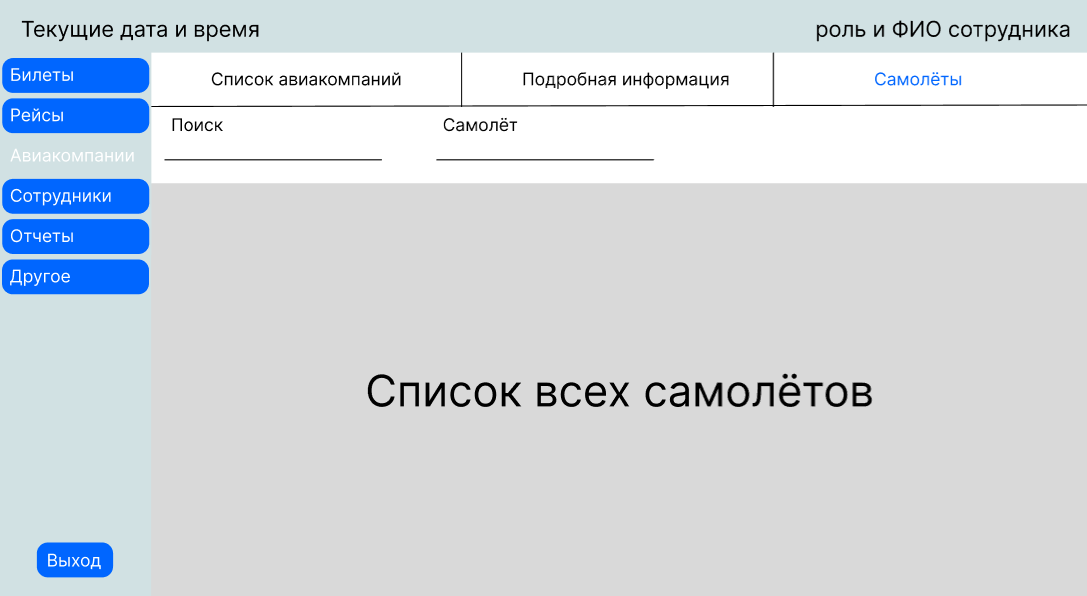 Текущие дата и время
роль и ФИО сотрудника
Билеты
Рейсы
Авиакомпании
Сотрудники
Отчеты
Другое
Выход
Список авиакомпаний
Подробная информация
Самолёты
Поиск
Самолёт
Список всех самолётов